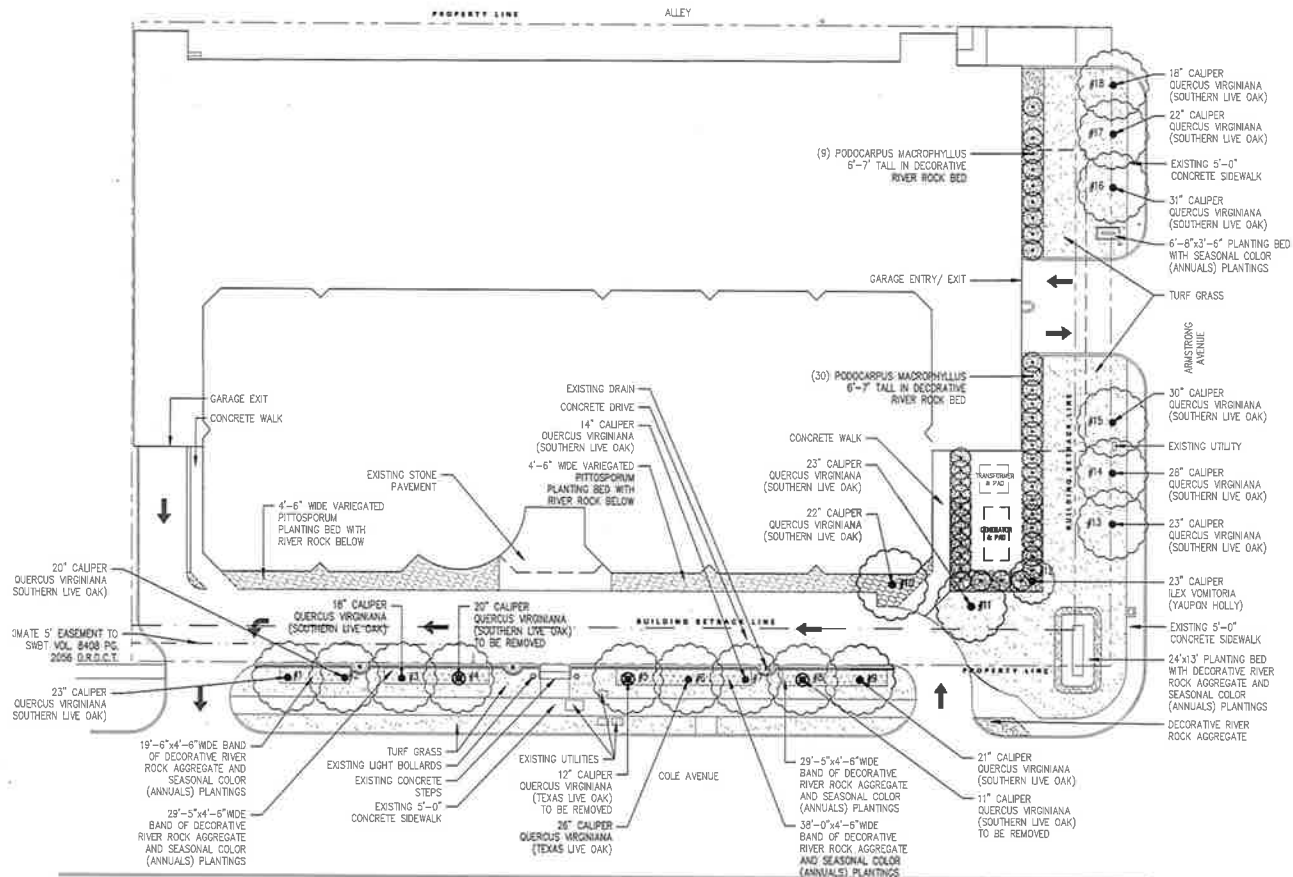 PROPERTY LINE
ALLEY
18" CALIPER
QUERCUS VIRGINIANA
(SOUTHERN LIVE OAK)
22" CALIPER
QUERCUS VIRGINIANA
(SOUTHERN LIVE OAK)
EXISTING 5'-0"
CONCRETE SIDEWALK
31" CALIPER
QUERCUS VIRGINIANA
(SOUTHERN LIVE OAK)
6'-8"x3'-6" PLANTING BED
WITH SEASONAL COLOR
(ANNUALS) PLANTINGS
TURF GRASS
ARMSTRONG
AVENUE
#18
#17
#16
(9) PODOCARPUS MACROPHYLLUS
6'-7' TALL IN DECORATIVE
RIVER ROCK BED
GARAGE ENTRY/ EXIT
(30) PODOCARPUS MACROPHYLLUS
6'-7' TALL IN DECORATIVE
RIVER ROCK BED
30" CALIPER
QUERCUS VIRGINIANA
(SOUTHERN LIVE OAK)
EXISTING UTILITY
28" CALIPER
QUERCUS VIRGINIANA
(SOUTHERN LIVE OAK)
23" CALIPER
QUERCUS VIRGINIANA
(SOUTHERN LIVE OAK)
23" CALIPER
ILEX VOMITORIA
(YAUPON HOLLY)
EXISTING 5'-0"
CONCRETE SIDEWALK
24'x13' PLANTING BED
WITH DECORATIVE RIVER
ROCK AGGREGATE AND
SEASONAL COLOR
(ANNUALS) PLANTINGS
DECORATIVE RIVER
ROCK AGGREGATE
#15
#14
#13
BUILDING SETBACK LINE
TRANSFORMER
& PAD
GENERATOR
& PAD
GARAGE EXIT
CONCRETE WALK
EXISTING DRAIN
CONCRETE DRIVE
14" CALIPER
QUERCUS VIRGINIANA
(SOUTHERN LIVE OAK)
4'-6" WIDE VARIEGATED
PITTOSPORUM
PLANTING BED WITH
RIVER ROCK BELOW
EXISTING STONE
PAVEMENT
CONCRETE WALK
23" CALIPER
QUERCUS VIRGINIANA
(SOUTHERN LIVE OAK)
22" CALIPER
QUERCUS VIRGINIANA
(SOUTHERN LIVE OAK)
4'-6" WIDE VARIEGATED
PITTOSPORUM
PLANTING BED WITH
RIVER ROCK BELOW
#10
#11
20" CALIPER
QUERCUS VIRGINIANA
SOUTHERN LIVE OAK)
18" CALIPER
QUERCUS VIRGINIANA
(SOUTHERN LIVE OAK)
20" CALIPER
QUERCUS VIRGINIANA
(SOUTHERN LIVE OAK)
TO BE REMOVED
BUILDING SETBACK LINE
PROPERTY LINE
5' EASEMENT TO
SWBT VOL. 8408 PG.
2056 D.R.D.C.T.
23" CALIPER
QUERCUS VIRGINIANA
SOUTHERN LIVE OAK)
#1
#3
#4
#5
#6
#8
#9
19'-6"x4'-6"WIDE BAND
OF DECORATIVE RIVER
ROCK AGGREGATE AND
SEASONAL COLOR
(ANNUALS) PLANTINGS
29'-5"x4'-6"WIDE
BAND OF DECORATIVE
RIVER ROCK AGGREGATE
AND SEASONAL COLOR
(ANNUALS) PLANTINGS
TURF GRASS
EXISTING LIGHT BOLLARDS
EXISTING CONCRETE
STEPS
EXISTING 5'-0"
CONCRETE SIDEWALK
EXISTING UTILITIES
12" CALIPER
QUERCUS VIRGINIANA
(TEXAS LIVE OAK)
TO BE REMOVED
26" CALIPER
QUERCUS VIRGINIANA
(TEXAS LIVE OAK)
COLE AVENUE
29'-5"x4'-6"WIDE
BAND OF DECORATIVE
RIVER ROCK AGGREGATE
AND SEASONAL COLOR
(ANNUALS) PLANTINGS
38'-0"x4'-6"WIDE
BAND OF DECORATIVE
RIVER ROCK AGGREGATE
AND SEASONAL COLOR
(ANNUALS) PLANTINGS
21" CALIPER
QUERCUS VIRGINIANA
(SOUTHERN LIVE OAK)
11" CALIPER
QUERCUS VIRGINIANA
(SOUTHERN LIVE OAK)
TO BE REMOVED